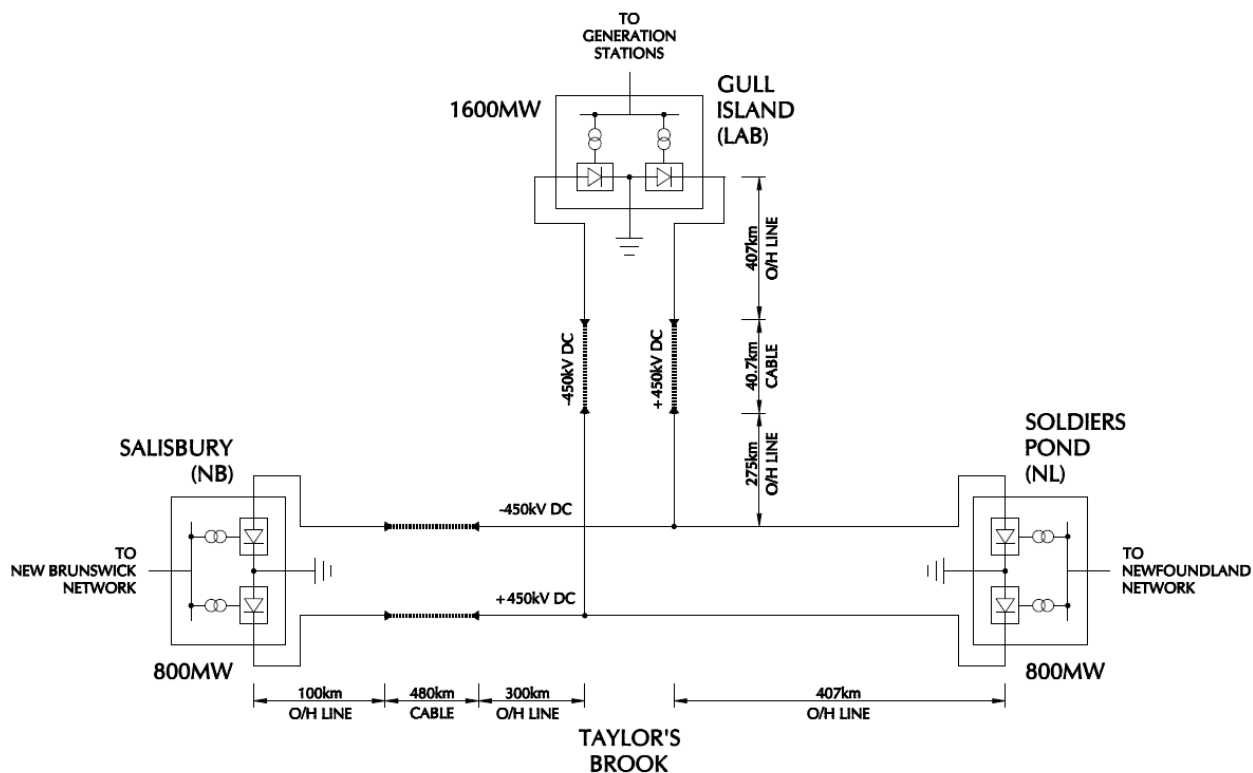 TO
GENERATION
STATIONS
1600MW
GULL
ISLAND
(LAB)
407km
O/H LINE
-450kV DC
+450kV DC
40.7km
CABLE
275km
O/H LINE
SALISBURY
(NB)
SOLDIERS
POND
(NL)
-450kV DC
TO
NEW BRUNSWICK
NETWORK
TO
NEWFOUNDLAND
NETWORK
+450kV DC
800MW
800MW
100km
O/H LINE
480km
CABLE
300km
O/H LINE
407km
O/H LINE
TAYLOR'S
BROOK